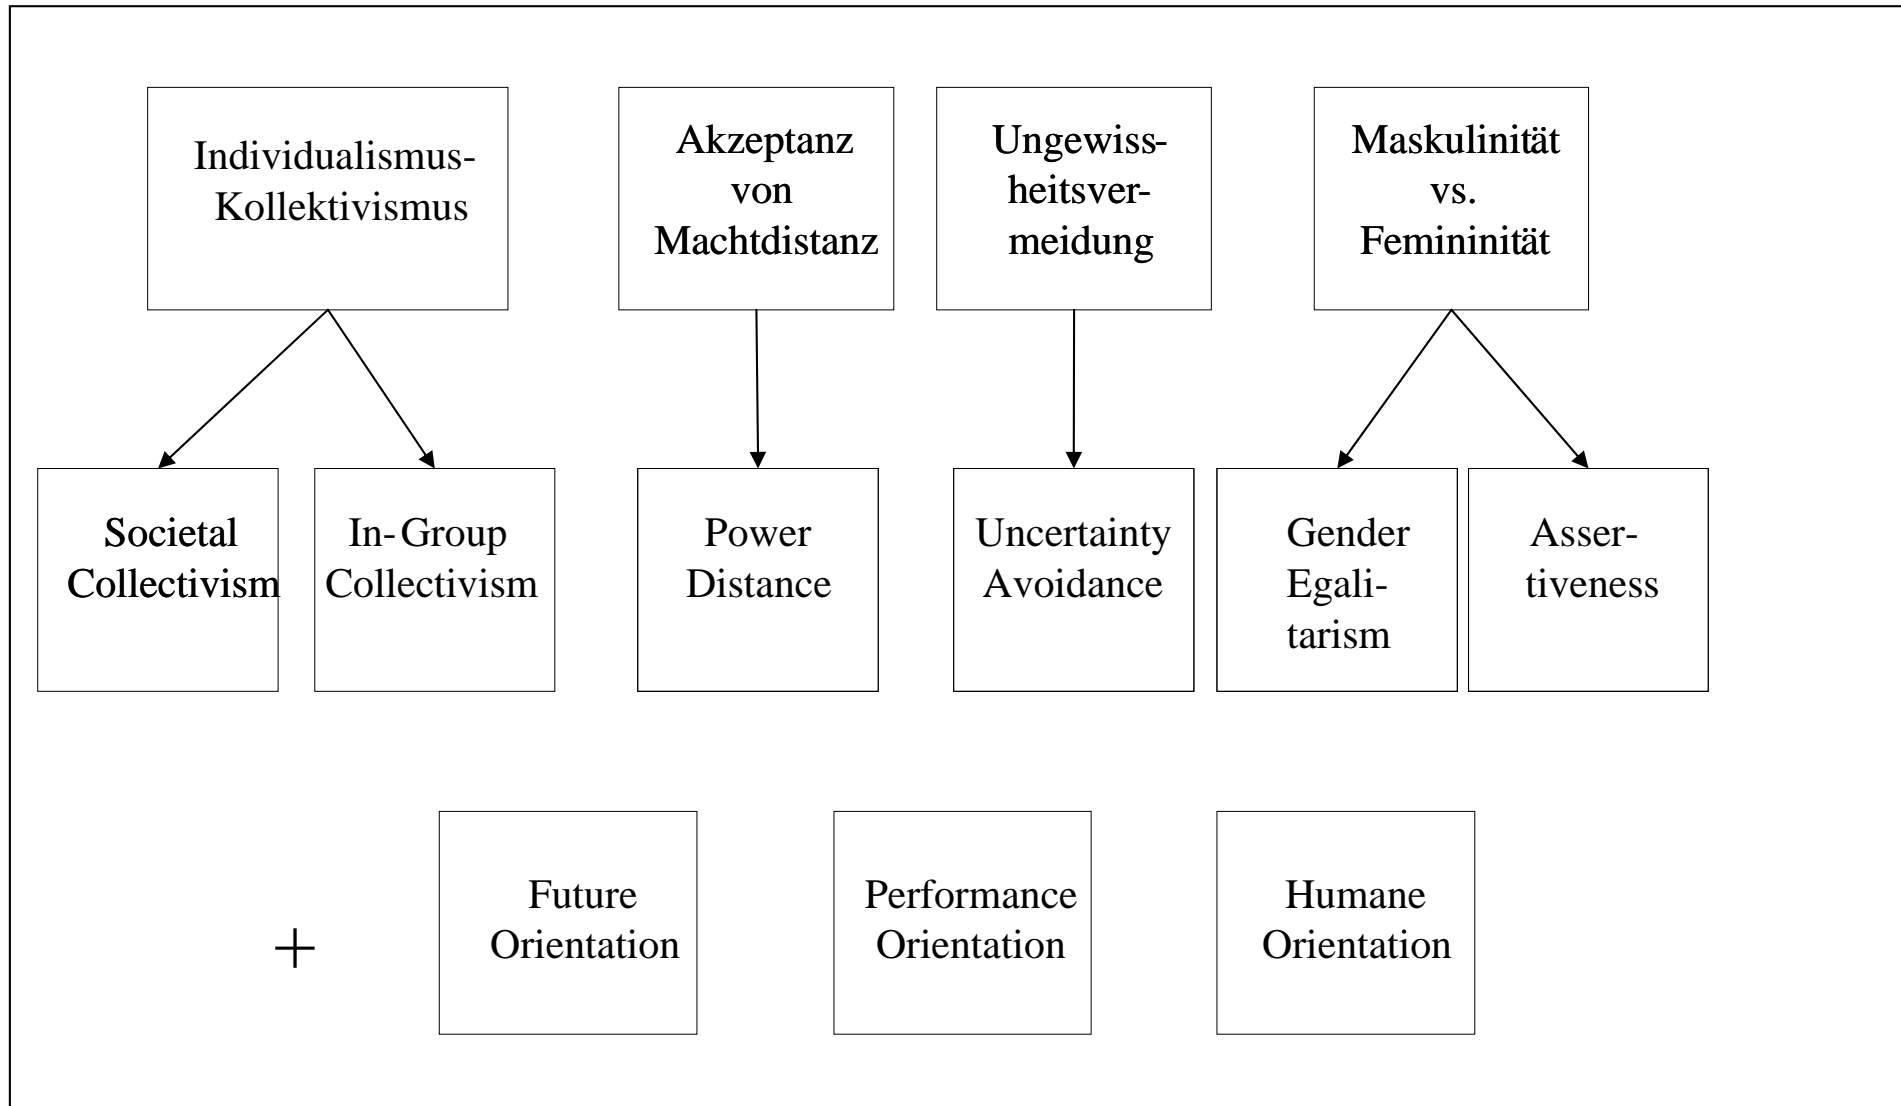 Individualismus-
Kollektivismus
Akzeptanz
von
Machtdistanz
Ungewiss-
heitsver-
meidung
Maskulinität
vs.
Femininität
Societal
Collectivism
In-Group
Collectivism
Power
Distance
Uncertainty
Avoidance
Gender
Egali-
tarism
Asser-
tiveness
+
Future
Orientation
Performance
Orientation
Humane
Orientation